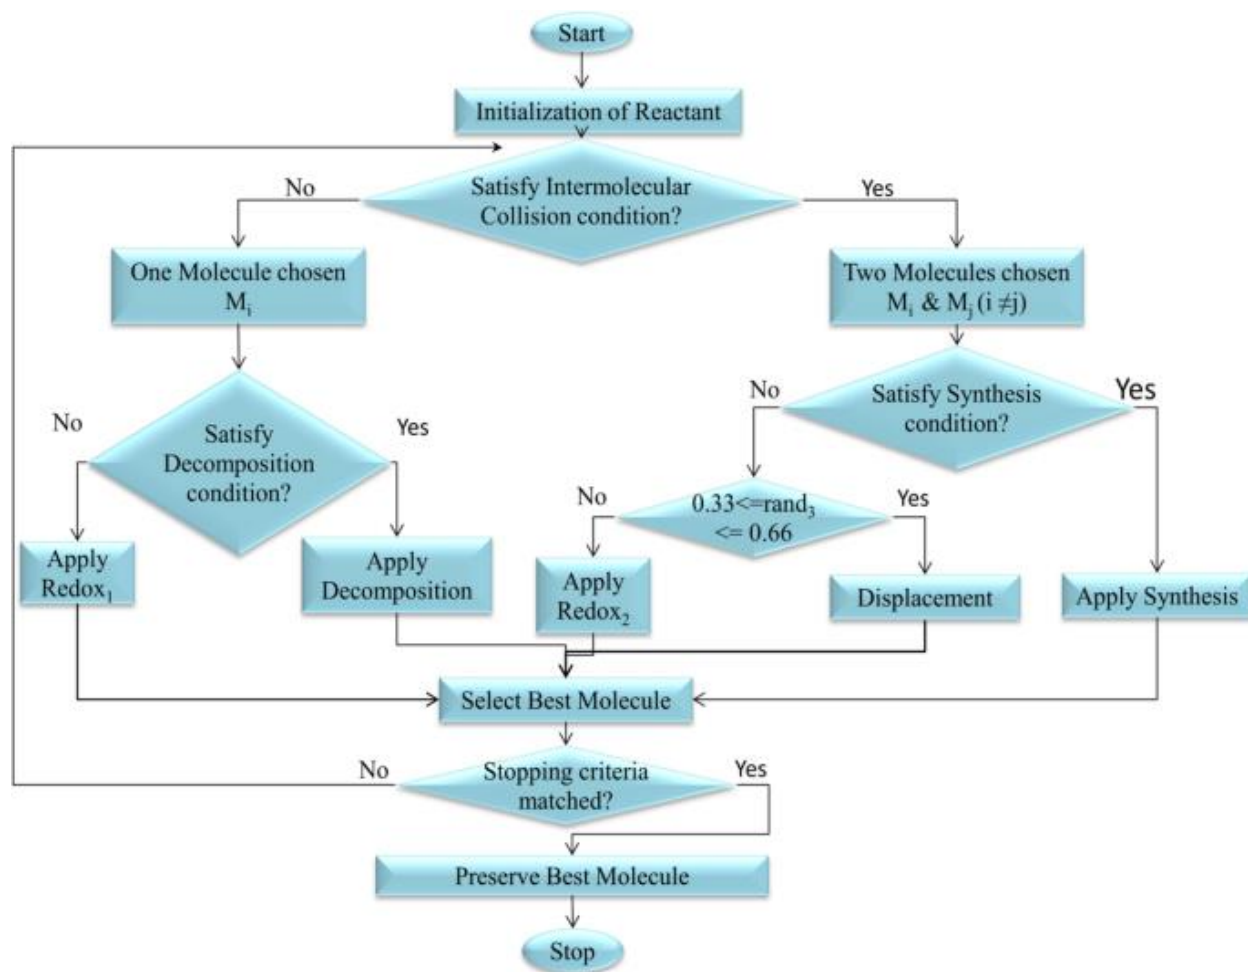 Start
Initialization of Reactant
Satisfy Intermolecular
Collision condition?
No
Yes
One Molecule chosen
Mᵢ
Two Molecules chosen
Mᵢ & Mⱼ (i ≠j)
Satisfy
Decomposition
condition?
No
Yes
Satisfy Synthesis
condition?
No
Yes
0.33<=rand₃
<= 0.66
No
Yes
Apply
Redox₁
Apply
Decomposition
Apply
Redox₂
Displacement
Apply Synthesis
Select Best Molecule
Stopping criteria
matched?
No
Yes
Preserve Best Molecule
Stop